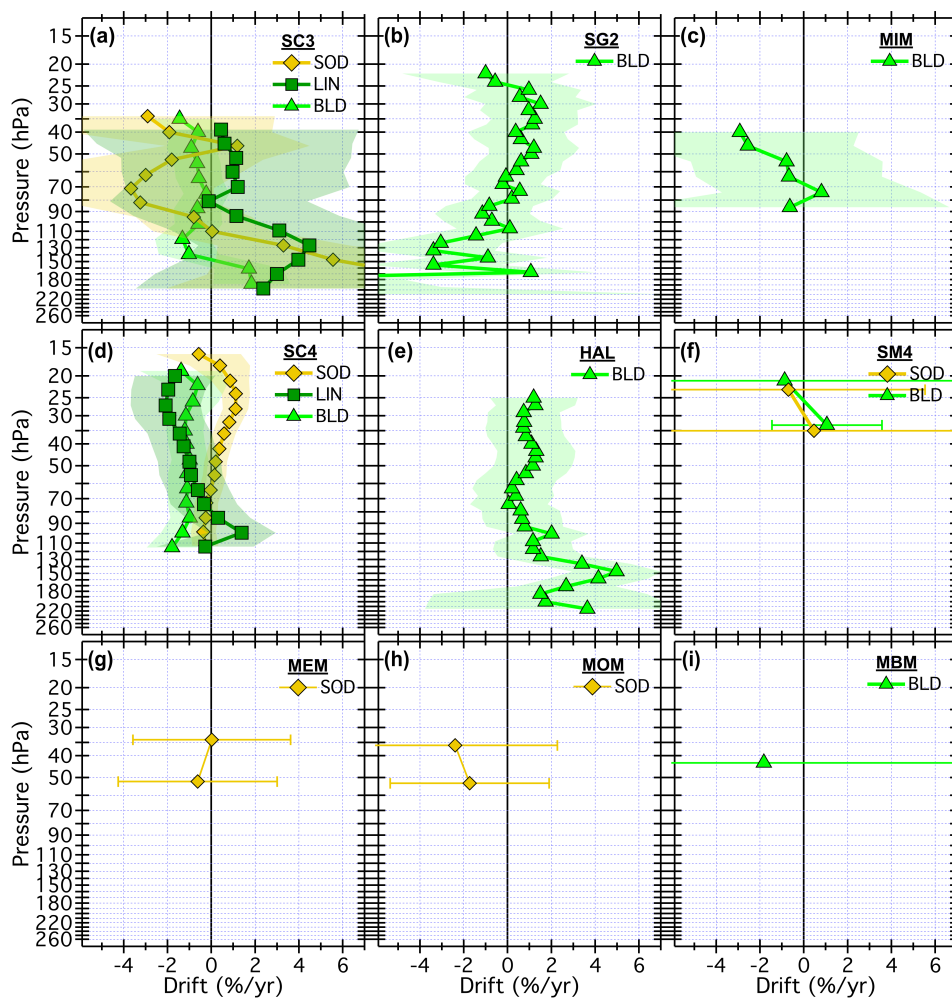 (a) SC3
SOD
LIN
BLD
(b) SG2
BLD
(c) MIM
BLD
15
20
25
30
40
50
70
90
110
130
150
180
220
260
Pressure (hPa)
(d) SC4
SOD
LIN
BLD
(e) HAL
BLD
(f) SM4
SOD
BLD
15
20
25
30
40
50
70
90
110
130
150
180
220
260
Pressure (hPa)
(g) MEM
SOD
(h) MOM
SOD
(i) MBM
BLD
15
20
25
30
40
50
70
90
110
130
150
180
220
260
Pressure (hPa)
-4 -2 0 2 4 6
-4 -2 0 2 4 6
-4 -2 0 2 4 6
Drift (%/yr)
Drift (%/yr)
Drift (%/yr)